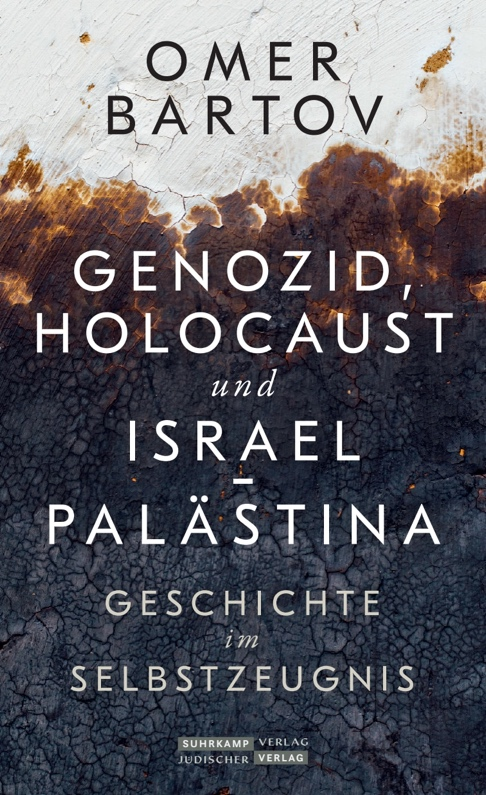 OMER
BARTOV
GENOZID,
HOLOCAUST
und
ISRAEL
–
PALÄSTINA
GESCHICHTE
im
SELBSTZEUGNIS
SUHRKAMP VERLAG
JÜDISCHER VERLAG